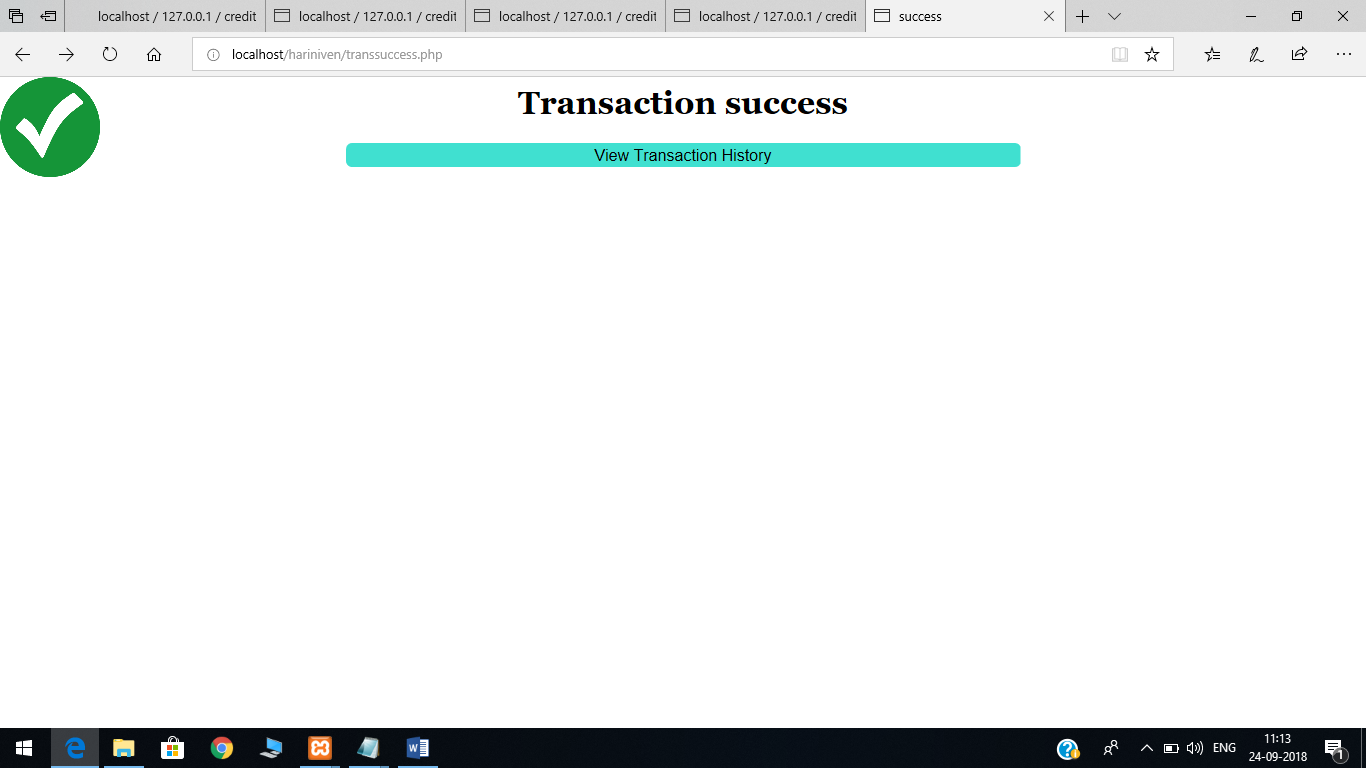 localhost / 127.0.0.1 / credit
localhost / 127.0.0.1 / credit
localhost / 127.0.0.1 / credit
localhost / 127.0.0.1 / credit
success
localhost/hariniven/transsuccess.php
Transaction success
View Transaction History
ENG
11:13
24-09-2018
1